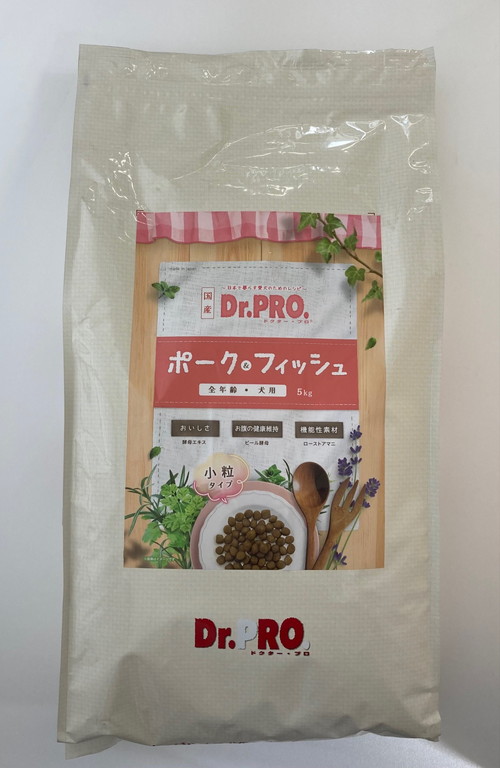 国産
~日本で暮らす愛犬のためのレシピ~
Dr.PRO.
ドクター・プロ
ポーク&フィッシュ
全年齢・犬用 5kg
おいしさ お腹の健康維持 機能性素材
酵母エキス ビール酵母 ローストアマニ
小粒
タイプ
Dr.PRO.
ドクター・プロ